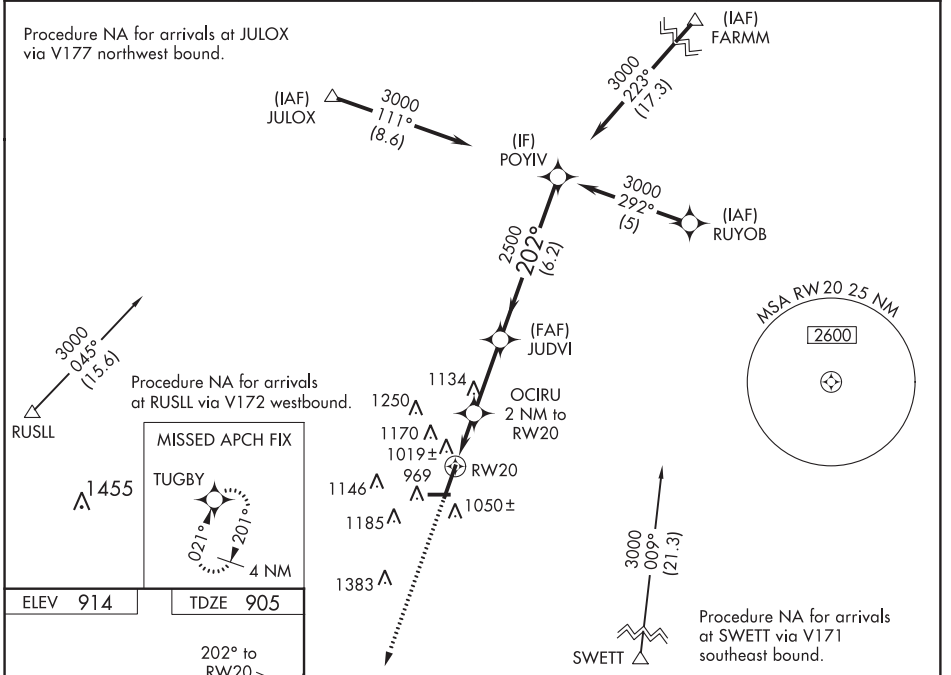 Procedure NA for arrivals at JULOX
via V177 northwest bound.
(IAF)
FARMM
3000
223°
(17.3)
(IAF)
JULOX
3000
111°
(8.6)
(IF)
POYIV
3000
292°
(5)
(IAF)
RUYOB
2500
202°
(6.2)
MSA RW 20 25 NM
2600
(FAF)
JUDVI
3000
045°
(15.6)
RUSLL
Procedure NA for arrivals
at RUSLL via V172 westbound.
1134
OCIRU
2 NM to
RW20
1250
1170
1019±
RW20
969
1146
1050±
1185
1383
1455
MISSED APCH FIX
TUGBY
021°
201°
4 NM
3000
009°
(21.3)
SWETT
Procedure NA for arrivals
at SWETT via V171
southeast bound.
ELEV 914
TDZE 905
202° to
RW20